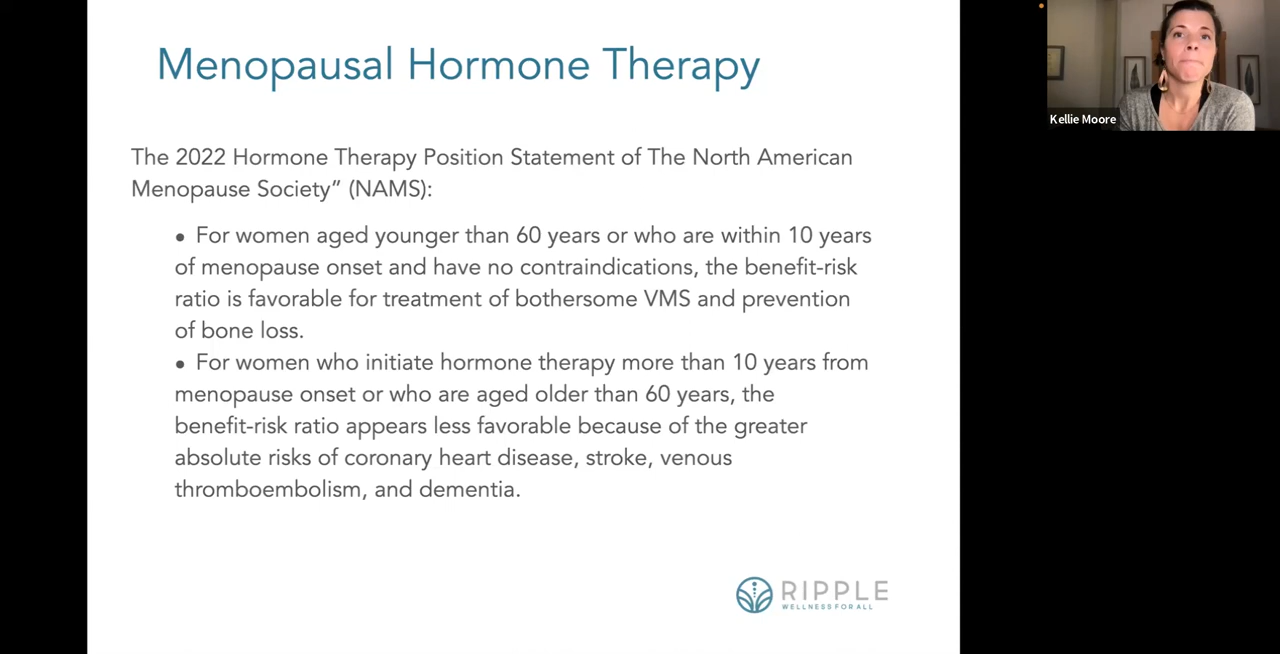 Menopausal Hormone Therapy
The 2022 Hormone Therapy Position Statement of The North American
Menopause Society” (NAMS):
• For women aged younger than 60 years or who are within 10 years
of menopause onset and have no contraindications, the benefit-risk
ratio is favorable for treatment of bothersome VMS and prevention
of bone loss.
• For women who initiate hormone therapy more than 10 years from
menopause onset or who are aged older than 60 years, the
benefit-risk ratio appears less favorable because of the greater
absolute risks of coronary heart disease, stroke, venous
thromboembolism, and dementia.
RIPPLE
WELLNESS FOR ALL
Kellie Moore